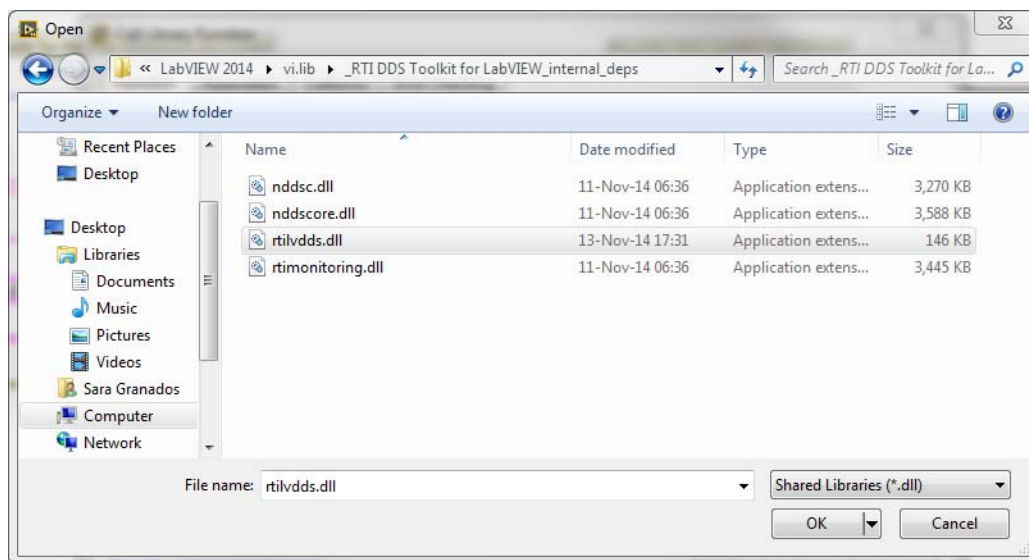 Open
« LabVIEW 2014 ▸ vi.lib ▸ _RTI DDS Toolkit for LabVIEW_internal_deps
Search _RTI DDS Toolkit for La...
Organize
New folder
Recent Places
Desktop
Desktop
Libraries
Documents
Music
Pictures
Videos
Sara Granados
Computer
Network
Name Date modified Type Size
nddsc.dll 11-Nov-14 06:36 Application extens... 3,270 KB
nddscore.dll 11-Nov-14 06:36 Application extens... 3,588 KB
rtilvdds.dll 13-Nov-14 17:31 Application extens... 146 KB
rtimonitoring.dll 11-Nov-14 06:36 Application extens... 3,445 KB
File name: rtilvdds.dll
Shared Libraries (*.dll)
OK
Cancel